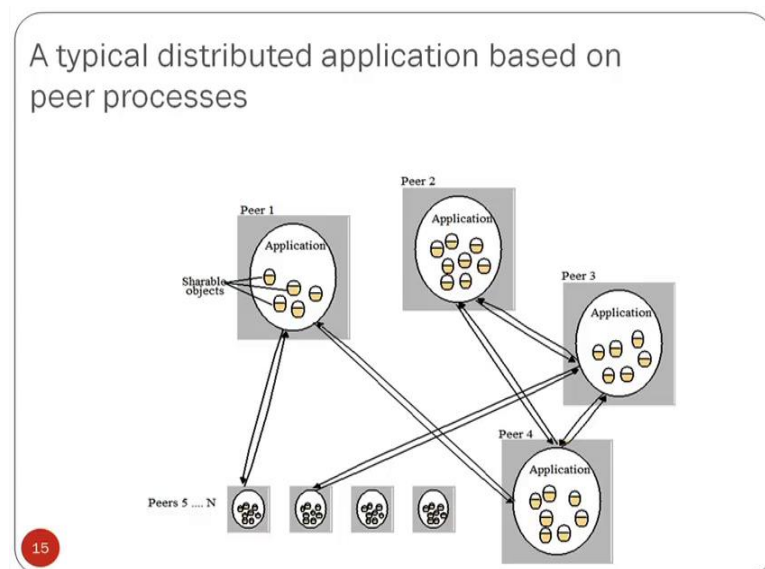 A typical distributed application based on
peer processes
Peer 1
Application
Sharable
objects
Peer 2
Application
Peer 3
Application
Peer 4
Application
Peers 5 .... N
15